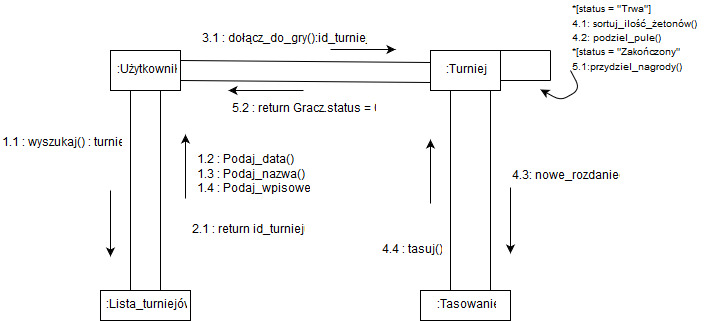 *[status = "Trwa"]
4.1: sortuj_ilość_żetonów()
4.2: podziel_pule()
*[status = "Zakończony"
5.1:przydziel_nagrody()
3.1 : dołącz_do_gry():id_turnie
:Użytkownik
:Turniej
5.2 : return Gracz.status =
1.1 : wyszukaj() : turnie
1.2 : Podaj_data()
1.3 : Podaj_nazwa()
1.4 : Podaj_wpisowe
2.1 : return id_turniej
4.3: nowe_rozdanie
4.4 : tasuj()
:Lista_turniejów
:Tasowanie